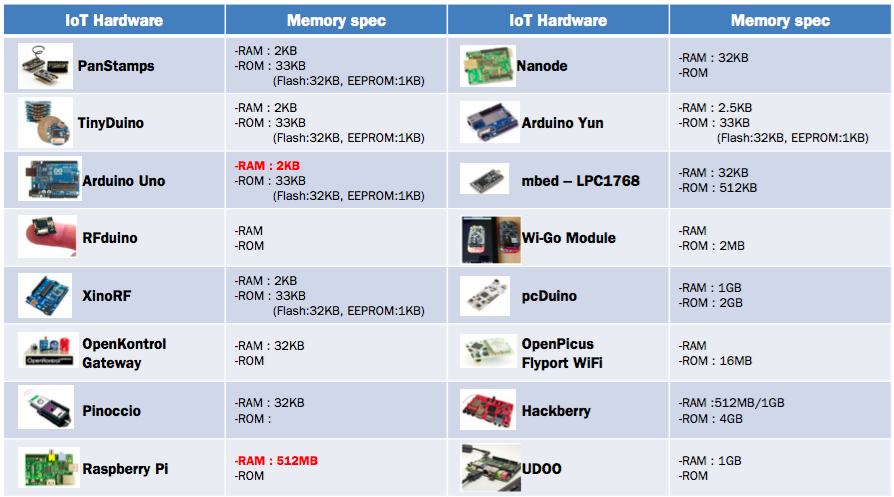 IoT Hardware
Memory spec
IoT Hardware
Memory spec
PanStamps
-RAM : 2KB
-ROM : 33KB
(Flash:32KB, EEPROM:1KB)
Nanode
-RAM : 32KB
-ROM
TinyDuino
-RAM : 2KB
-ROM : 33KB
(Flash:32KB, EEPROM:1KB)
Arduino Yun
-RAM : 2.5KB
-ROM : 33KB
(Flash:32KB, EEPROM:1KB)
Arduino Uno
-RAM : 2KB
-ROM : 33KB
(Flash:32KB, EEPROM:1KB)
mbed – LPC1768
-RAM : 32KB
-ROM : 512KB
RFduino
-RAM
-ROM
Wi-Go Module
-RAM
-ROM : 2MB
XinoRF
-RAM : 2KB
-ROM : 33KB
(Flash:32KB, EEPROM:1KB)
pcDuino
-RAM : 1GB
-ROM : 2GB
OpenKontrol
Gateway
-RAM : 32KB
-ROM
OpenPicus
Flyport WiFi
-RAM
-ROM : 16MB
Pinoccio
-RAM : 32KB
-ROM :
Hackberry
-RAM :512MB/1GB
-ROM : 4GB
Raspberry Pi
-RAM : 512MB
-ROM
UDOO
-RAM : 1GB
-ROM